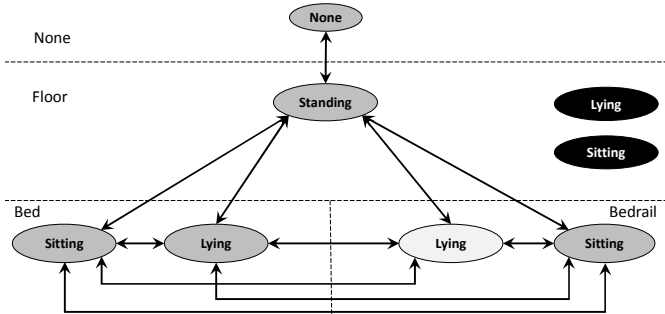 None
None
Floor
Standing
Lying
Sitting
Bed
Bedrail
Sitting
Lying
Lying
Sitting